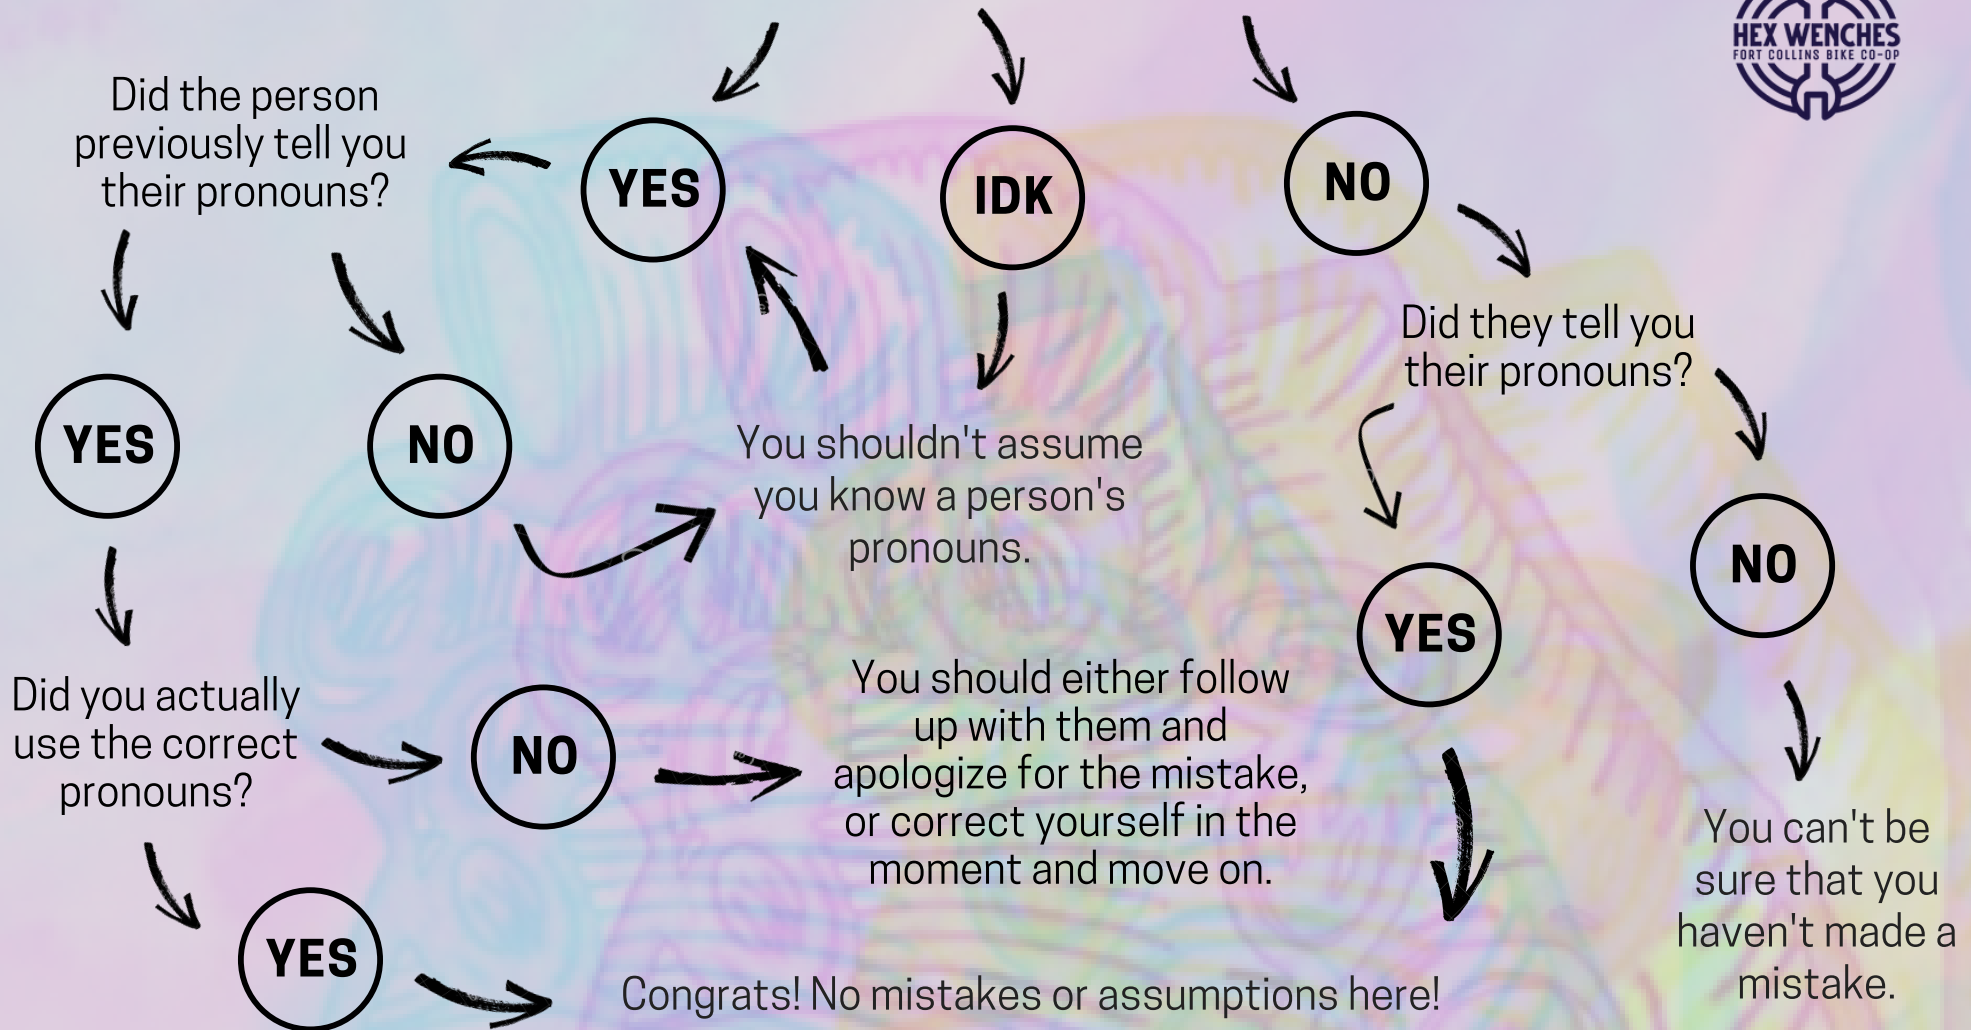 HEX WENCHES
FORT COLLINS BIKE CO-OP
Did the person
previously tell you
their pronouns?
YES
IDK
NO
Did they tell you
their pronouns?
YES
NO
You shouldn't assume
you know a person's
pronouns.
NO
YES
Did you actually
use the correct
pronouns?
NO
You should either follow
up with them and
apologize for the mistake,
or correct yourself in the
moment and move on.
You can't be
sure that you
haven't made a
mistake.
YES
Congrats! No mistakes or assumptions here!